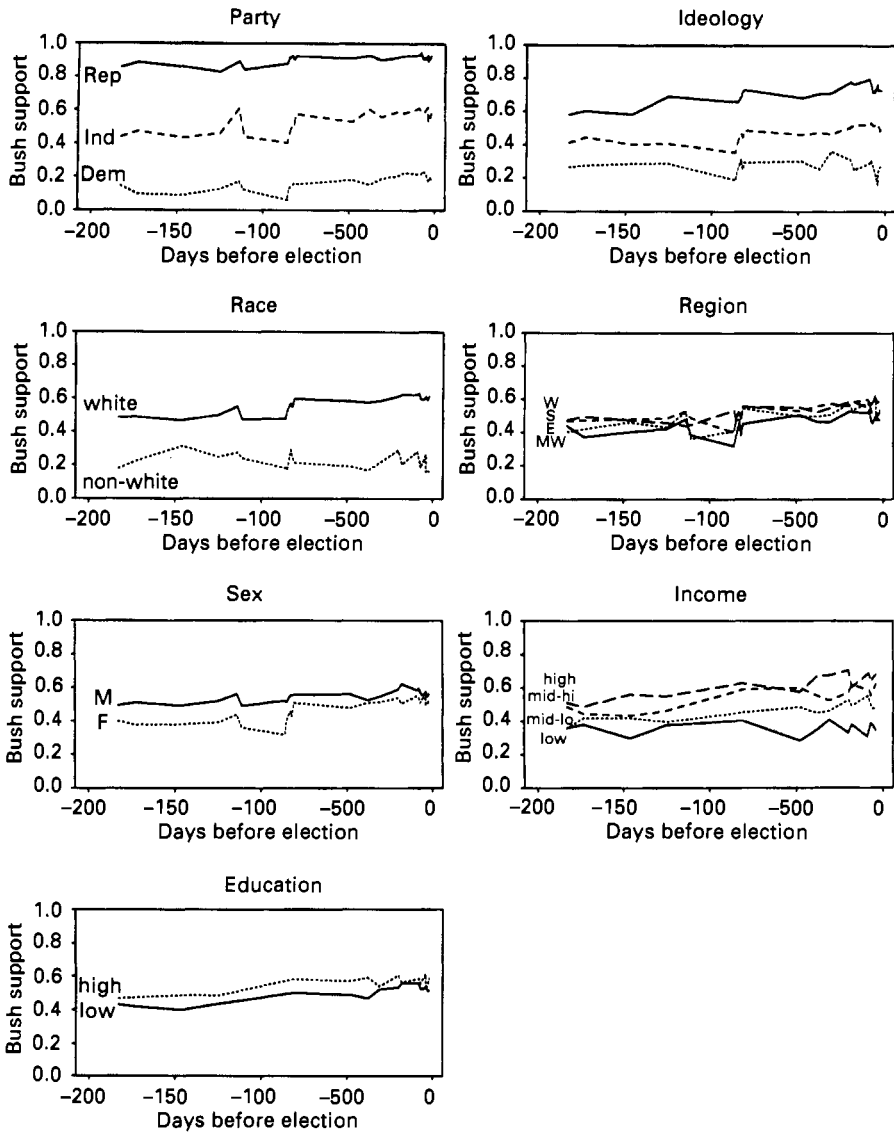 Party
Bush support
1.0
0.8
0.6
0.4
0.2
0.0
Rep
Ind
Dem
−200 −150 −100 −500 0
Days before election
Ideology
Bush support
1.0
0.8
0.6
0.4
0.2
0.0
−200 −150 −100 −500 0
Days before election
Race
Bush support
1.0
0.8
0.6
0.4
0.2
0.0
white
non-white
−200 −150 −100 −500 0
Days before election
Region
Bush support
1.0
0.8
0.6
0.4
0.2
0.0
W
S
E
MW
−200 −150 −100 −500 0
Days before election
Sex
Bush support
1.0
0.8
0.6
0.4
0.2
0.0
M
F
−200 −150 −100 −500 0
Days before election
Income
Bush support
1.0
0.8
0.6
0.4
0.2
0.0
high
mid-hi
mid-lo
low
−200 −150 −100 −500 0
Days before election
Education
Bush support
1.0
0.8
0.6
0.4
0.2
0.0
high
low
−200 −150 −100 −500 0
Days before election